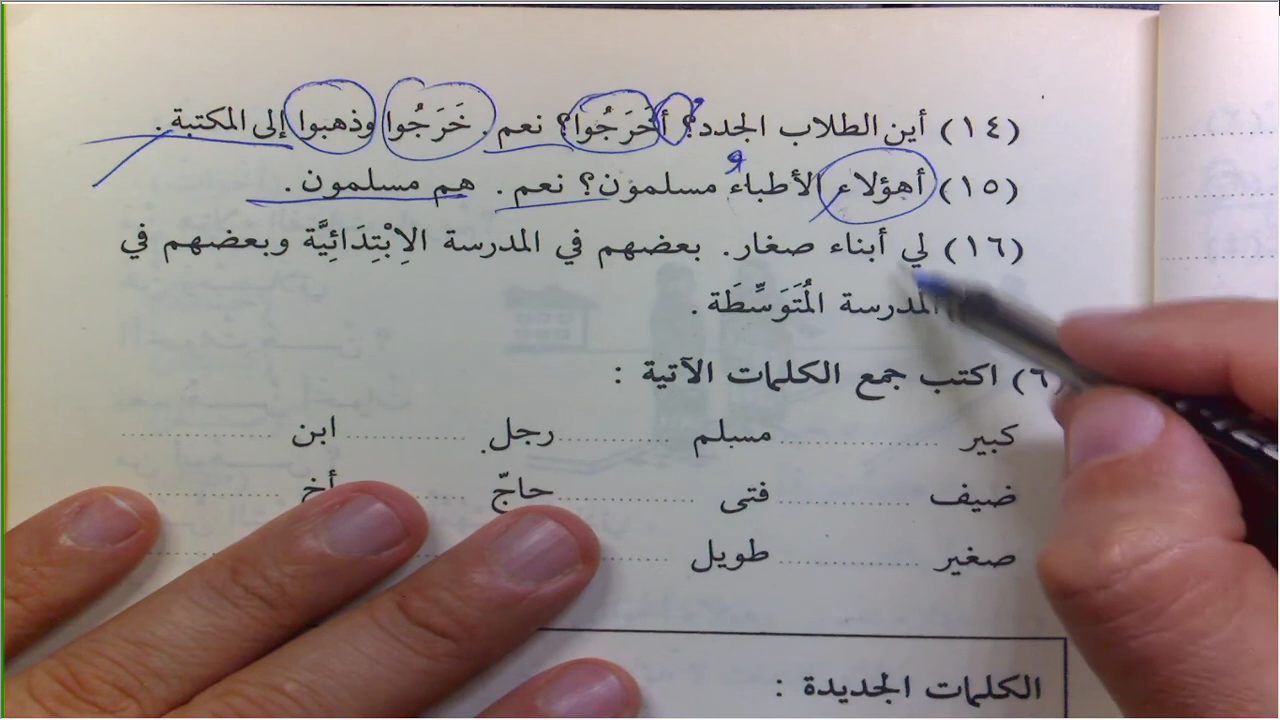 (١٤) أين الطلاب الجدد؟ أخَرَجُوا؟ نعم . خَرَجُوا وذهبوا إلى المكتبة .
(١٥) أهؤلاء الأطباءُ مسلمون؟ نعم . هم مسلمون .
(١٦) لي أبناء صغار. بعضهم في المدرسة الاِبْتِدَائِيَّة وبعضهم في
المدرسة المُتَوَسِّطَة .
(٦) اكتب جمع الكلمات الآتية :
كبير ........ مسلم ........ رجل ........ ابن ........
ضيف ........ فتى ........ حاجّ ........ أخ ........
صغير ........ طويل
الكلمات الجديدة :